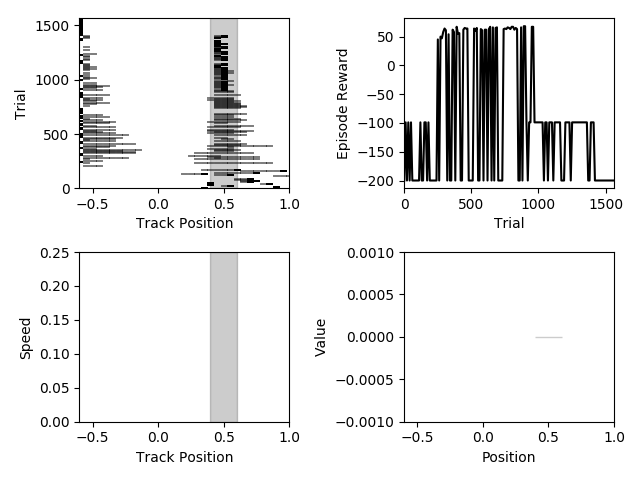 1500
1000
500
0
Trial
−0.5 0.0 0.5 1.0
Track Position
50
0
−50
−100
−150
−200
Episode Reward
0 500 1000 1500
Trial
0.25
0.20
0.15
0.10
0.05
0.00
Speed
−0.5 0.0 0.5 1.0
Track Position
0.0010
0.0005
0.0000
−0.0005
−0.0010
Value
−0.5 0.0 0.5 1.0
Position